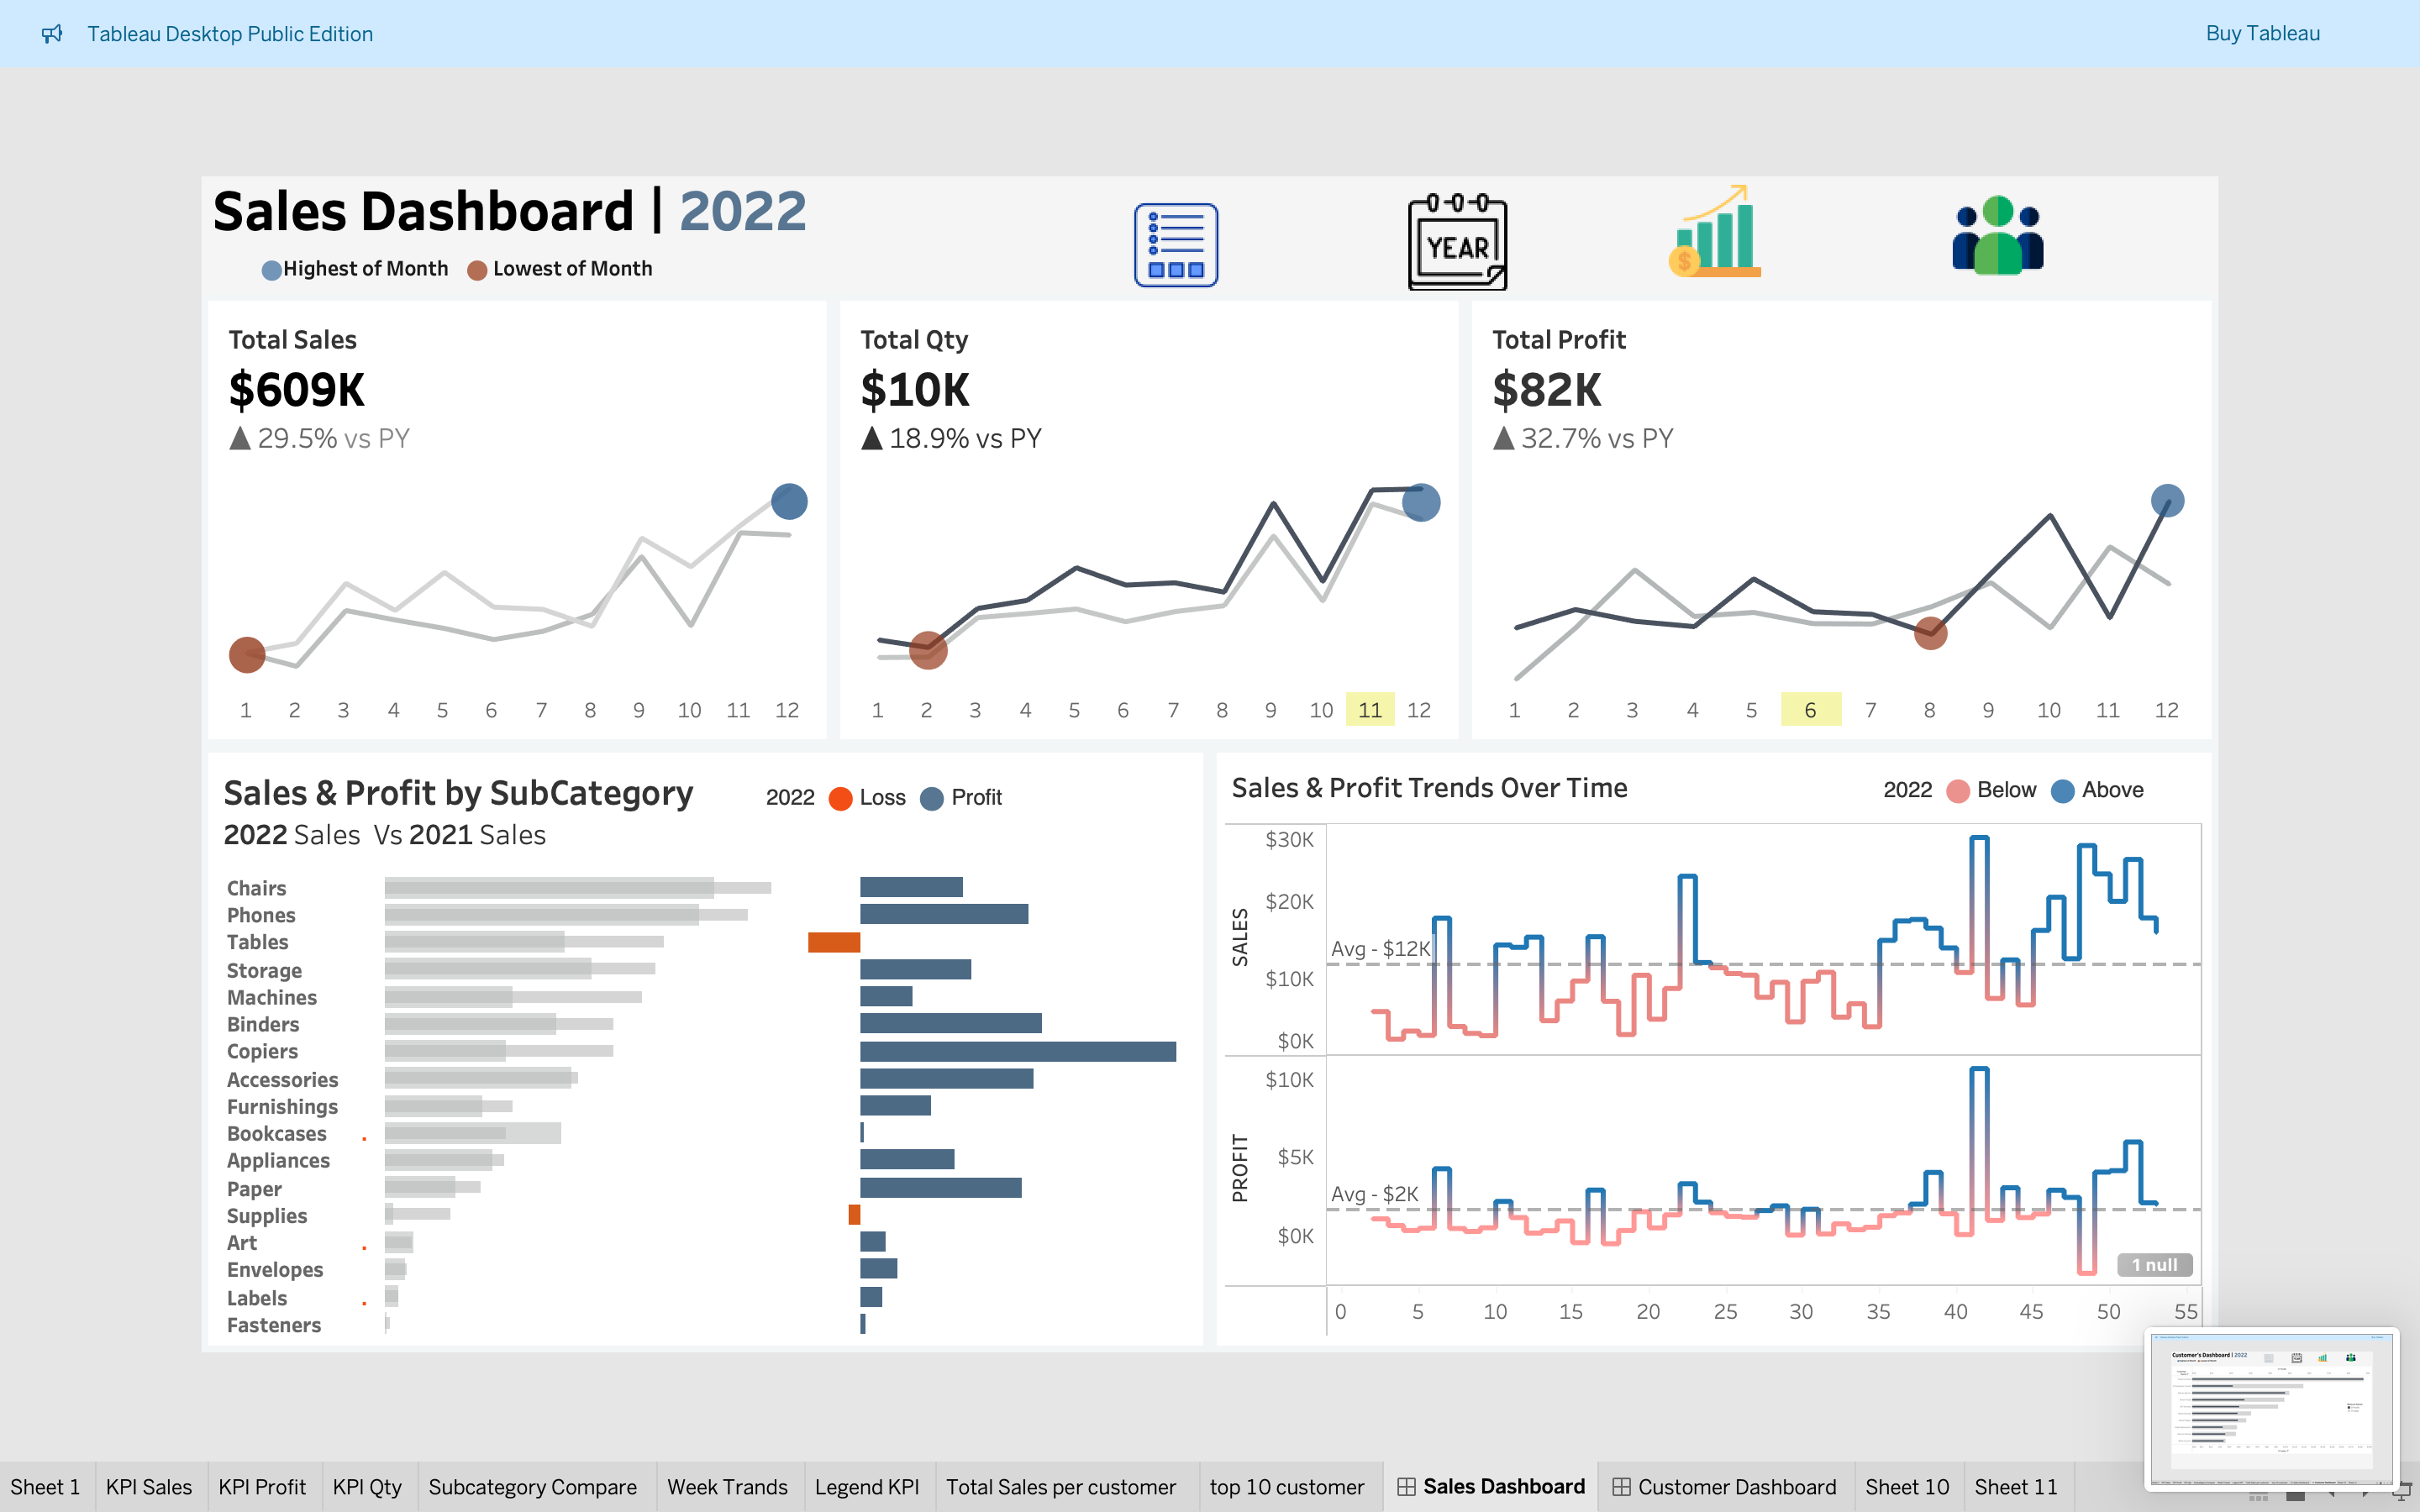 Tableau Desktop Public Edition
Buy Tableau
Sales Dashboard | 2022
Highest of Month
Lowest of Month
YEAR
$
Total Sales
$609K
▲ 29.5% vs PY
1 2 3 4 5 6 7 8 9 10 11 12
Total Qty
$10K
▲ 18.9% vs PY
1 2 3 4 5 6 7 8 9 10 11 12
Total Profit
$82K
▲ 32.7% vs PY
1 2 3 4 5 6 7 8 9 10 11 12
Sales & Profit by SubCategory
2022 Loss Profit
2022 Sales Vs 2021 Sales
Chairs
Phones
Tables
Storage
Machines
Binders
Copiers
Accessories
Furnishings
Bookcases
Appliances
Paper
Supplies
Art
Envelopes
Labels
Fasteners
Sales & Profit Trends Over Time
2022 Below Above
SALES
$30K
$20K
Avg - $12K
$10K
$0K
PROFIT
$10K
$5K
Avg - $2K
$0K
1 null
0 5 10 15 20 25 30 35 40 45 50 55
Customer's Dashboard | 2022
Sheet 1
KPI Sales
KPI Profit
KPI Qty
Subcategory Compare
Week Trands
Legend KPI
Total Sales per customer
top 10 customer
Sales Dashboard
Customer Dashboard
Sheet 10
Sheet 11